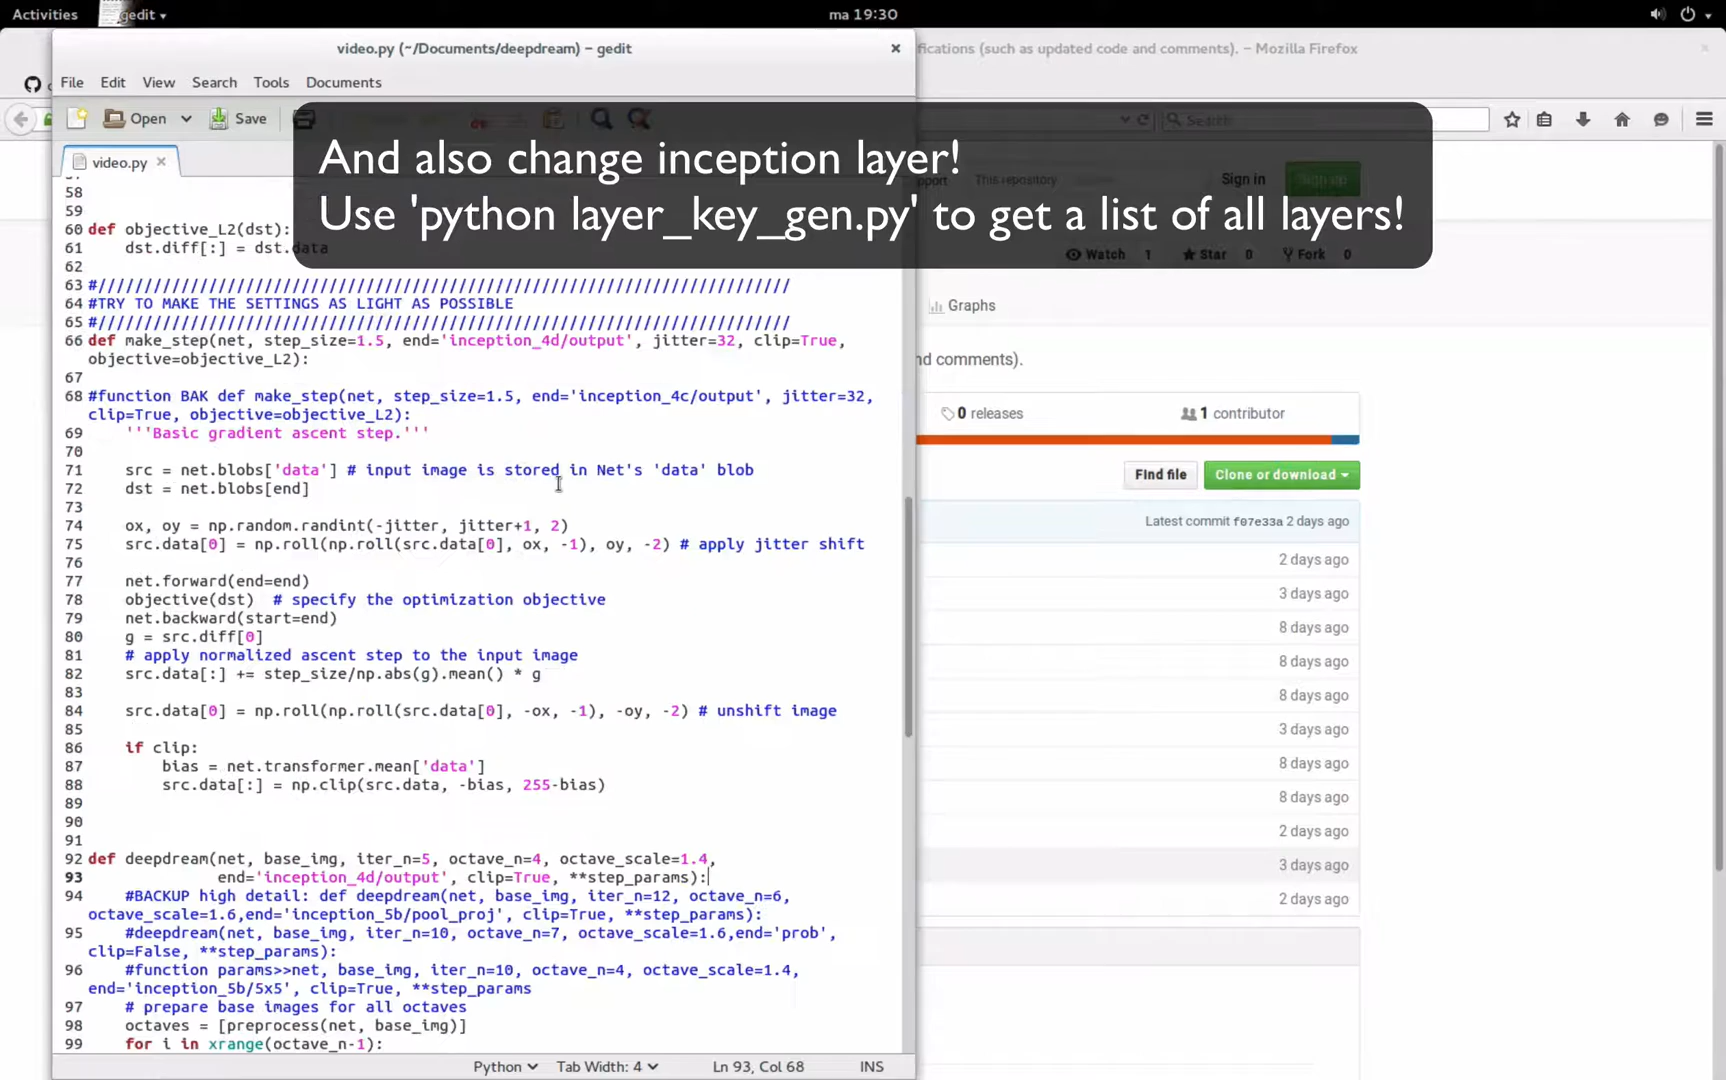 Activities
gedit
ma 19:30
video.py (~/Documents/deepdream) – gedit
fications (such as updated code and comments). – Mozilla Firefox
File Edit View Search Tools Documents
Open
Save
Search
video.py
And also change inception layer!
Use 'python layer_key_gen.py' to get a list of all layers!
This repository
Sign in
Sign up
Watch 1
Star 0
Fork 0
Graphs
nd comments).
0 releases
1 contributor
Find file
Clone or download
Latest commit f07e33a 2 days ago
2 days ago
3 days ago
8 days ago
8 days ago
8 days ago
3 days ago
8 days ago
8 days ago
2 days ago
3 days ago
2 days ago
58
59
60 def objective_L2(dst):
61 dst.diff[:] = dst.data
62
63 #///////////////////////////////////////////////////////////////////////////
64 #TRY TO MAKE THE SETTINGS AS LIGHT AS POSSIBLE
65 #///////////////////////////////////////////////////////////////////////////
66 def make_step(net, step_size=1.5, end='inception_4d/output', jitter=32, clip=True,
objective=objective_L2):
67
68 #function BAK def make_step(net, step_size=1.5, end='inception_4c/output', jitter=32,
clip=True, objective=objective_L2):
69 '''Basic gradient ascent step.'''
70
71 src = net.blobs['data'] # input image is stored in Net's 'data' blob
72 dst = net.blobs[end]
73
74 ox, oy = np.random.randint(-jitter, jitter+1, 2)
75 src.data[0] = np.roll(np.roll(src.data[0], ox, -1), oy, -2) # apply jitter shift
76
77 net.forward(end=end)
78 objective(dst) # specify the optimization objective
79 net.backward(start=end)
80 g = src.diff[0]
81 # apply normalized ascent step to the input image
82 src.data[:] += step_size/np.abs(g).mean() * g
83
84 src.data[0] = np.roll(np.roll(src.data[0], -ox, -1), -oy, -2) # unshift image
85
86 if clip:
87 bias = net.transformer.mean['data']
88 src.data[:] = np.clip(src.data, -bias, 255-bias)
89
90
91
92 def deepdream(net, base_img, iter_n=5, octave_n=4, octave_scale=1.4,
93 end='inception_4d/output', clip=True, **step_params):
94 #BACKUP high detail: def deepdream(net, base_img, iter_n=12, octave_n=6,
octave_scale=1.6,end='inception_5b/pool_proj', clip=True, **step_params):
95 #deepdream(net, base_img, iter_n=10, octave_n=7, octave_scale=1.6,end='prob',
clip=False, **step_params):
96 #function params>>net, base_img, iter_n=10, octave_n=4, octave_scale=1.4,
end='inception_5b/5x5', clip=True, **step_params
97 # prepare base images for all octaves
98 octaves = [preprocess(net, base_img)]
99 for i in xrange(octave_n-1):
Python
Tab Width: 4
Ln 93, Col 68
INS